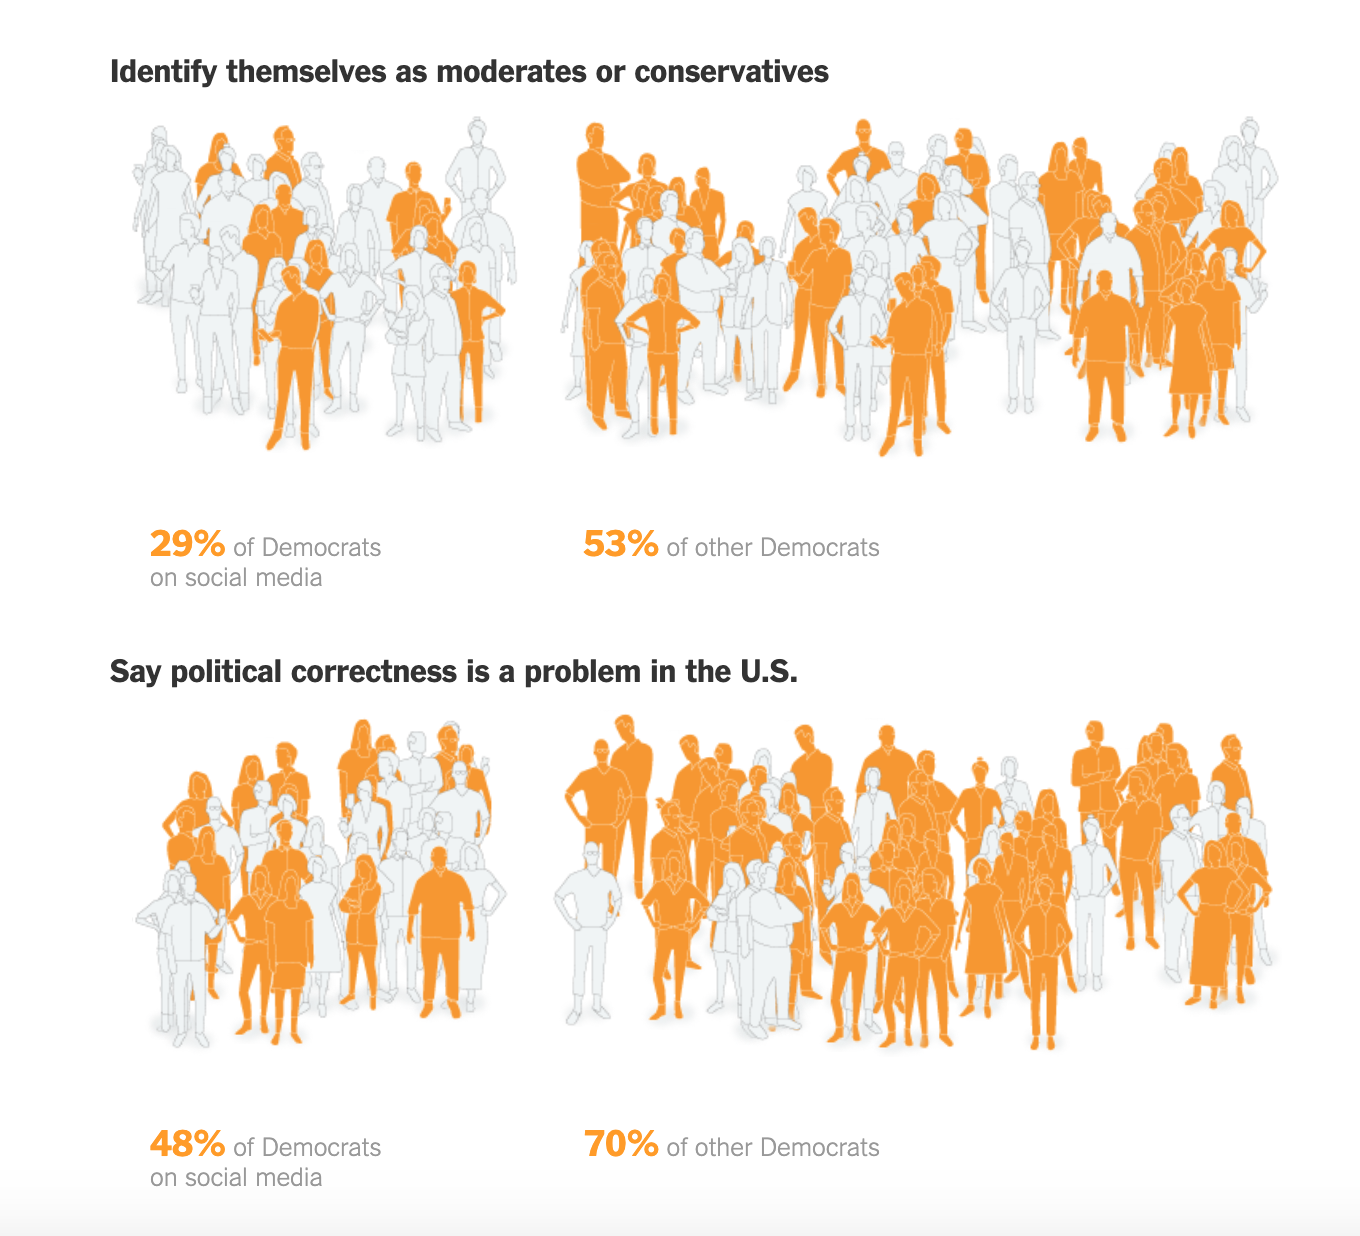 Identify themselves as moderates or conservatives
29% of Democrats
on social media
53% of other Democrats
Say political correctness is a problem in the U.S.
48% of Democrats
on social media
70% of other Democrats